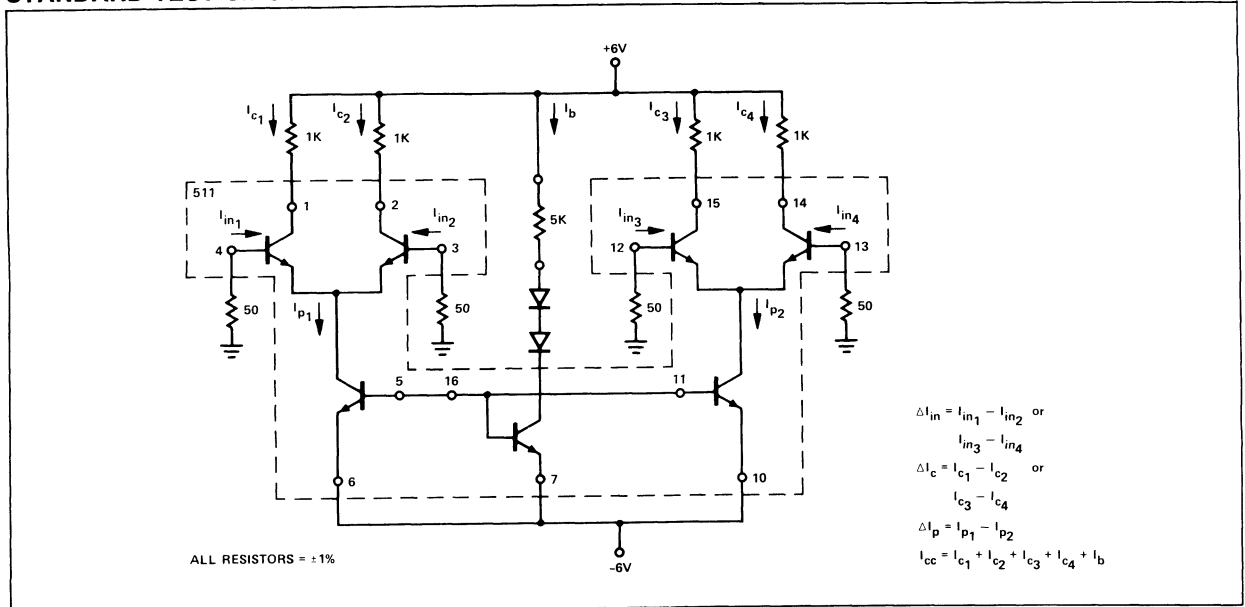 +6V
Ic1
Ic2
Ib
Ic3
Ic4
1K
1K
1K
1K
511
1
2
15
14
Iin1
Iin2
5K
Iin3
Iin4
4
3
12
13
50
Ip1
50
50
Ip2
50
5
16
11
6
7
10
ΔIin = Iin1 − Iin2 or
Iin3 − Iin4
ΔIc = Ic1 − Ic2 or
Ic3 − Ic4
ΔIp = Ip1 − Ip2
Icc = Ic1 + Ic2 + Ic3 + Ic4 + Ib
ALL RESISTORS = ±1%
−6V